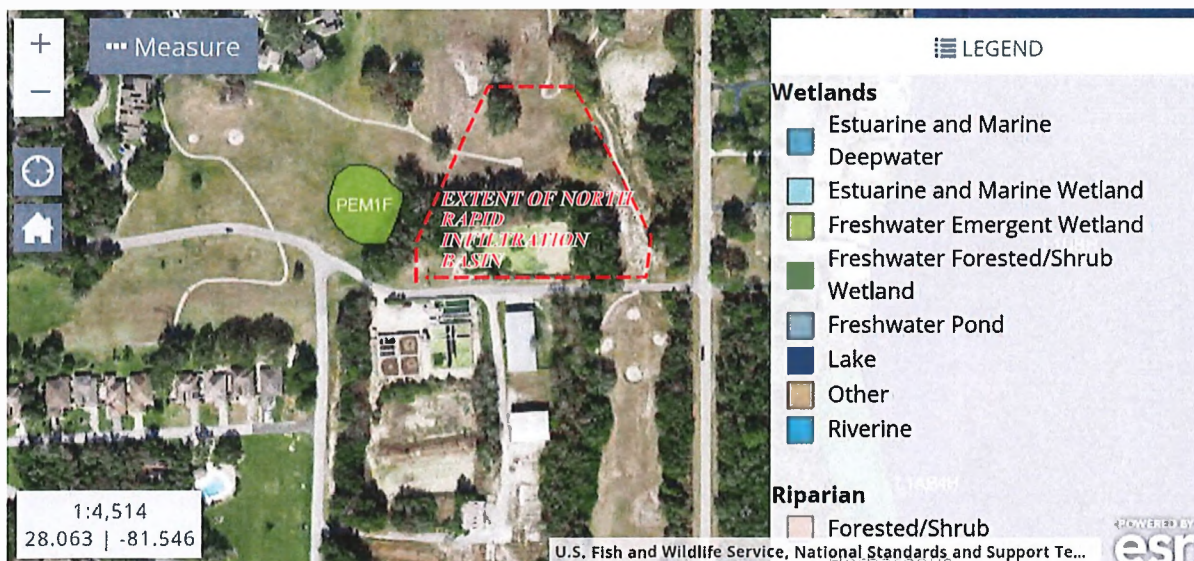 +
Measure
−
PEM1F
EXTENT OF NORTH
RAPID
INFILTRATION
BASIN
1:4,514
28.063 | -81.546
LEGEND
Wetlands
Estuarine and Marine
Deepwater
Estuarine and Marine Wetland
Freshwater Emergent Wetland
Freshwater Forested/Shrub
Wetland
Freshwater Pond
Lake
Other
Riverine
Riparian
Forested/Shrub
U.S. Fish and Wildlife Service, National Standards and Support Te...
POWERED BY
esri